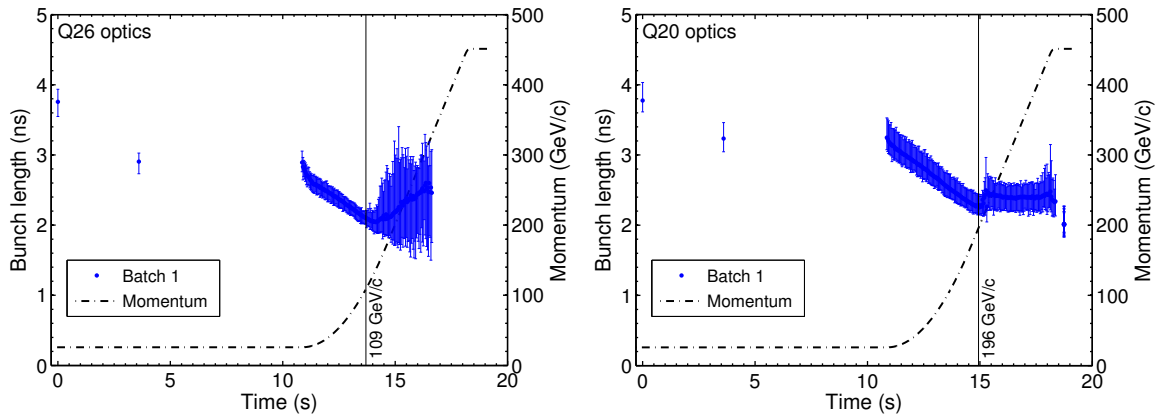 Q26 optics
Bunch length (ns)
5
4
3
2
1
0
500
400
300
200
100
0
Momentum (GeV/c)
Batch 1
Momentum
109 GeV/c
0 5 10 15 20
Time (s)
Q20 optics
Bunch length (ns)
5
4
3
2
1
0
500
400
300
200
100
0
Momentum (GeV/c)
Batch 1
Momentum
196 GeV/c
0 5 10 15 20
Time (s)